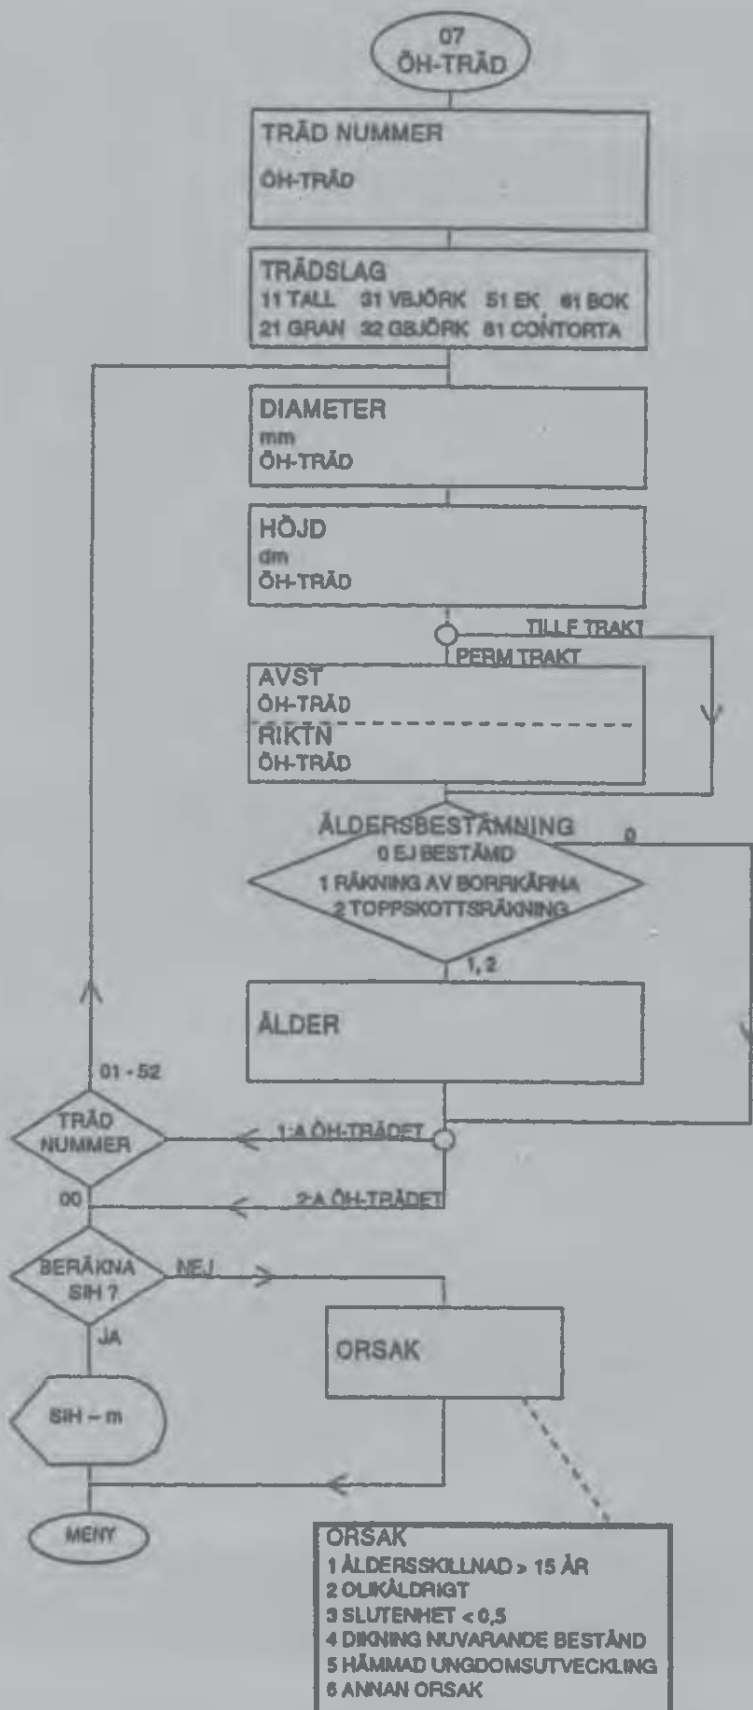 07
ÖH-TRÄD
TRÄD NUMMER
ÖH-TRÄD
TRÄDSLAG
11 TALL 31 VBJÖRK 51 EK 61 BOK
21 GRAN 32 GBJÖRK 81 CONTORTA
DIAMETER
mm
ÖH-TRÄD
HÖJD
dm
ÖH-TRÄD
TILLF TRAKT
PERM TRAKT
AVST
ÖH-TRÄD
RIKTN
ÖH-TRÄD
ÅLDERSBESTÄMNING
0 EJ BESTÄMD
1 RÄKNING AV BORRKÄRNA
2 TOPPSKOTTSRÄKNING
0
1, 2
ÅLDER
01 - 52
TRÄD
NUMMER
1:A ÖH-TRÄDET
00
2:A ÖH-TRÄDET
BERÄKNA
SIH ?
NEJ
JA
ORSAK
SIH – m
MENY
ORSAK
1 ÅLDERSSKILLNAD > 15 ÅR
2 OLIKÅLDRIGT
3 SLUTENHET < 0,5
4 DIKNING NUVARANDE BESTÅND
5 HÄMMAD UNGDOMSUTVECKLING
6 ANNAN ORSAK